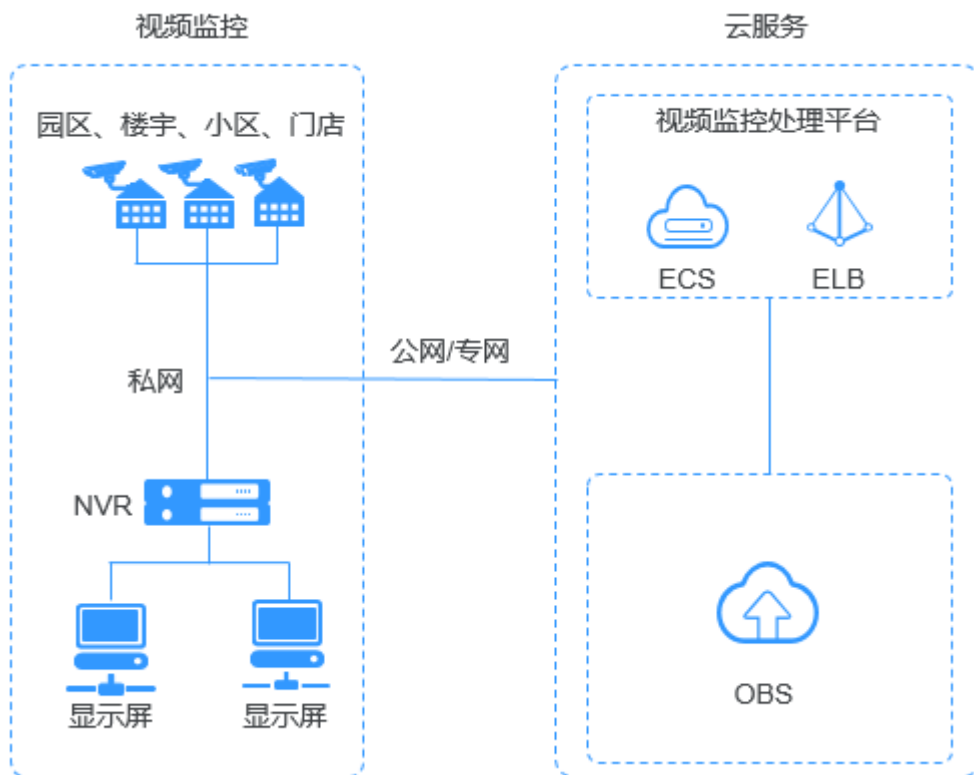 视频监控
云服务
园区、楼宇、小区、门店
视频监控处理平台
ECS
ELB
公网/专网
私网
NVR
显示屏
显示屏
OBS